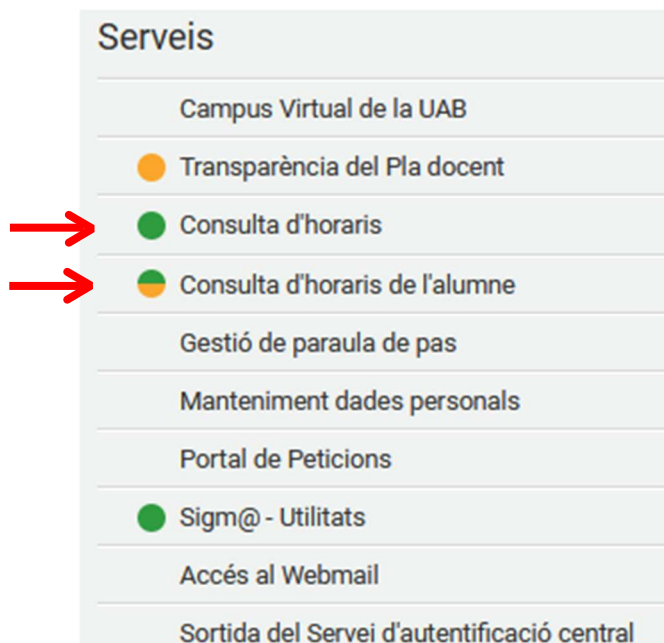 Serveis
Campus Virtual de la UAB
Transparència del Pla docent
Consulta d'horaris
Consulta d'horaris de l'alumne
Gestió de paraula de pas
Manteniment dades personals
Portal de Peticions
Sigm@ - Utilitats
Accés al Webmail
Sortida del Servei d'autentificació central